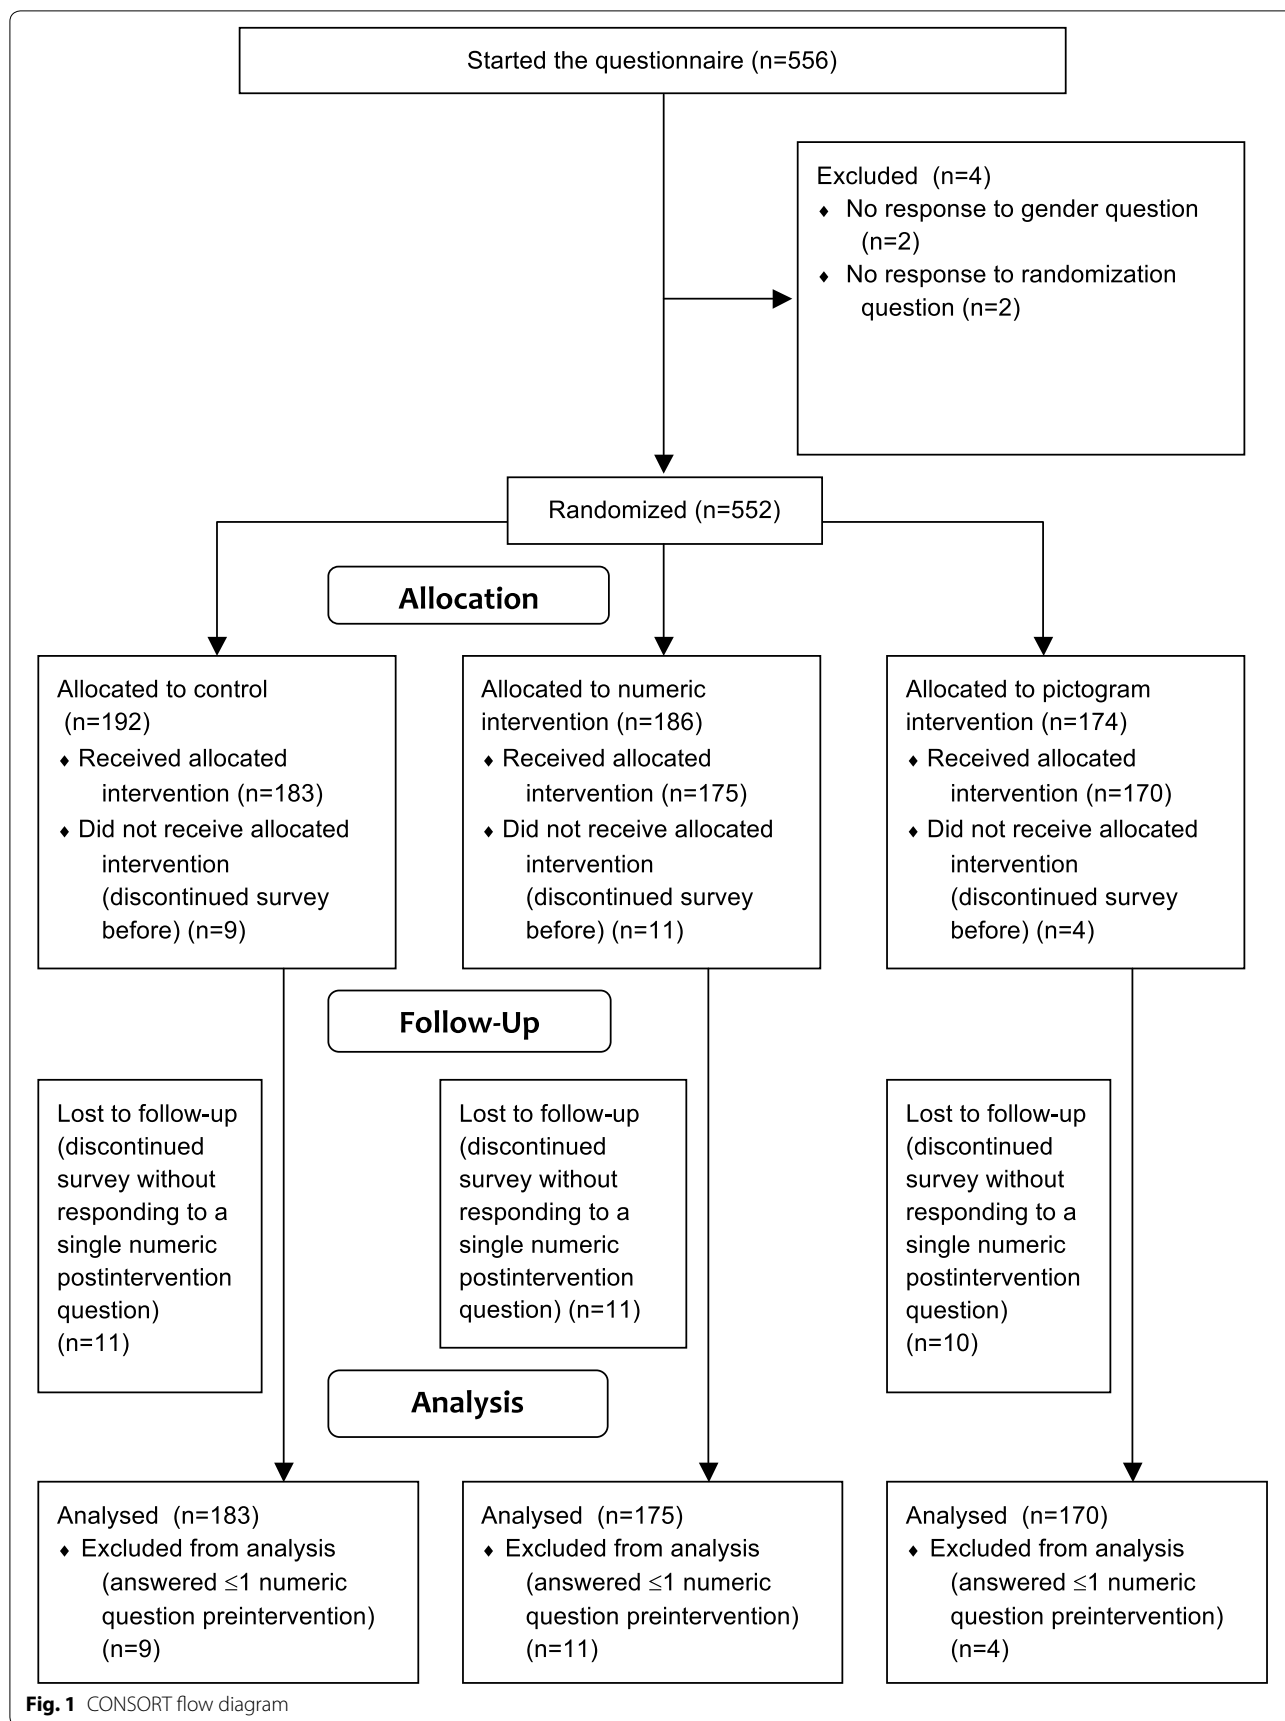 Started the questionnaire (n=556)
Excluded (n=4)
♦ No response to gender question
(n=2)
♦ No response to randomization
question (n=2)
Randomized (n=552)
Allocation
Allocated to control
(n=192)
♦ Received allocated
intervention (n=183)
♦ Did not receive allocated
intervention
(discontinued survey
before) (n=9)
Allocated to numeric
intervention (n=186)
♦ Received allocated
intervention (n=175)
♦ Did not receive allocated
intervention
(discontinued survey
before) (n=11)
Allocated to pictogram
intervention (n=174)
♦ Received allocated
intervention (n=170)
♦ Did not receive allocated
intervention
(discontinued survey
before) (n=4)
Follow-Up
Lost to follow-up
(discontinued
survey without
responding to a
single numeric
postintervention
question)
(n=11)
Lost to follow-up
(discontinued
survey without
responding to a
single numeric
postintervention
question) (n=11)
Lost to follow-up
(discontinued
survey without
responding to a
single numeric
postintervention
question)
(n=10)
Analysis
Analysed (n=183)
♦ Excluded from analysis
(answered ≤1 numeric
question preintervention)
(n=9)
Analysed (n=175)
♦ Excluded from analysis
(answered ≤1 numeric
question preintervention)
(n=11)
Analysed (n=170)
♦ Excluded from analysis
(answered ≤1 numeric
question preintervention)
(n=4)
Fig. 1 CONSORT flow diagram